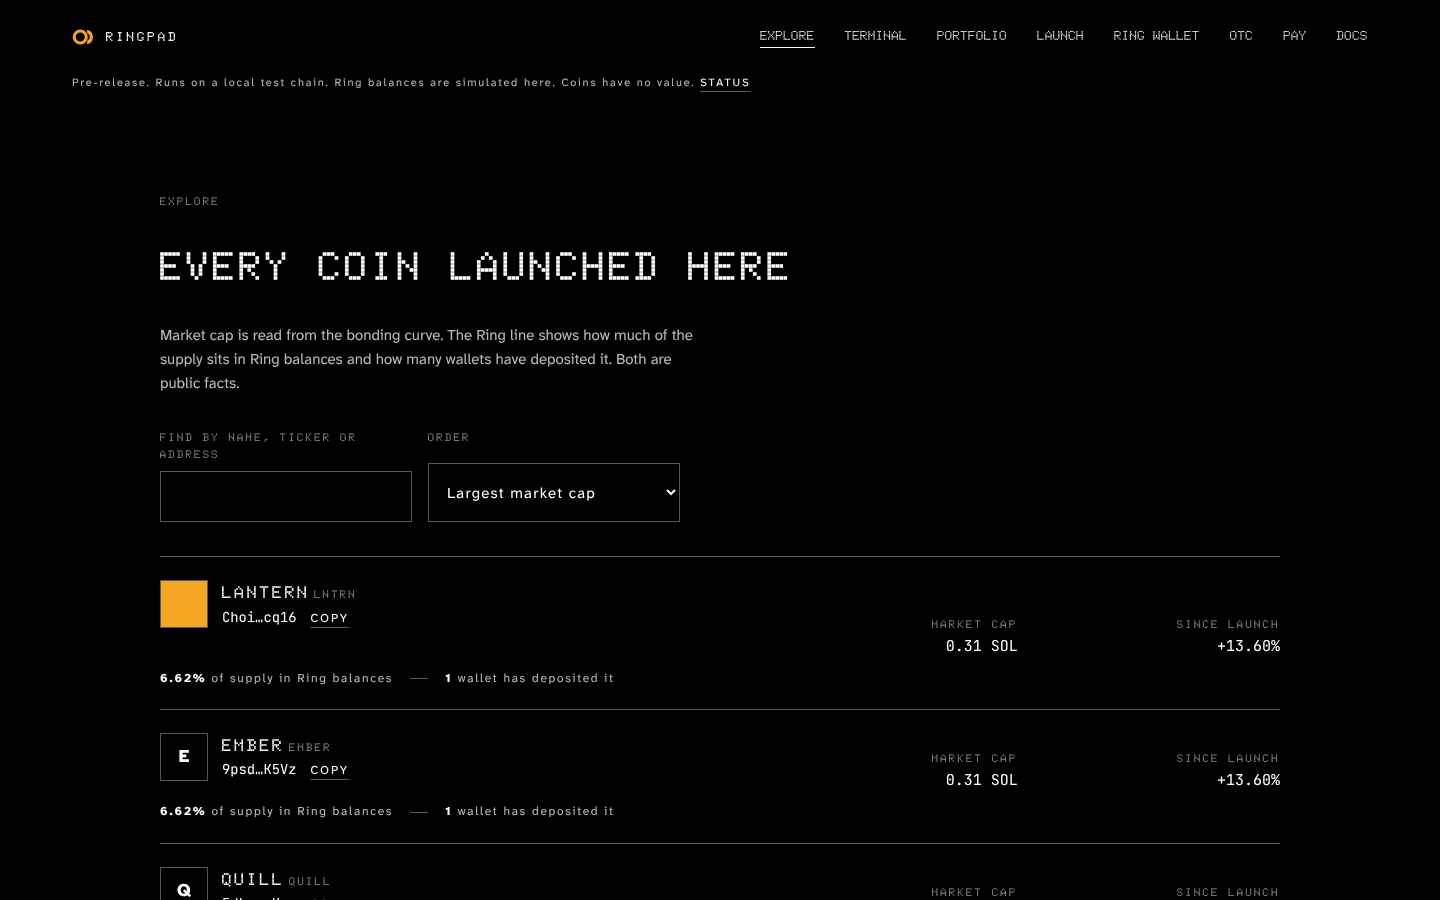 RINGPAD
EXPLORE TERMINAL PORTFOLIO LAUNCH RING WALLET OTC PAY DOCS
Pre-release. Runs on a local test chain. Ring balances are simulated here. Coins have no value. STATUS
EXPLORE
EVERY COIN LAUNCHED HERE
Market cap is read from the bonding curve. The Ring line shows how much of the
supply sits in Ring balances and how many wallets have deposited it. Both are
public facts.
FIND BY NAME, TICKER OR
ADDRESS
ORDER
Largest market cap
LANTERN LNTRN
Choi…cq16 COPY
MARKET CAP
0.31 SOL
SINCE LAUNCH
+13.60%
6.62% of supply in Ring balances — 1 wallet has deposited it
E
EMBER EMBER
9psd…K5Vz COPY
MARKET CAP
0.31 SOL
SINCE LAUNCH
+13.60%
6.62% of supply in Ring balances — 1 wallet has deposited it
Q
QUILL QUILL
MARKET CAP
SINCE LAUNCH